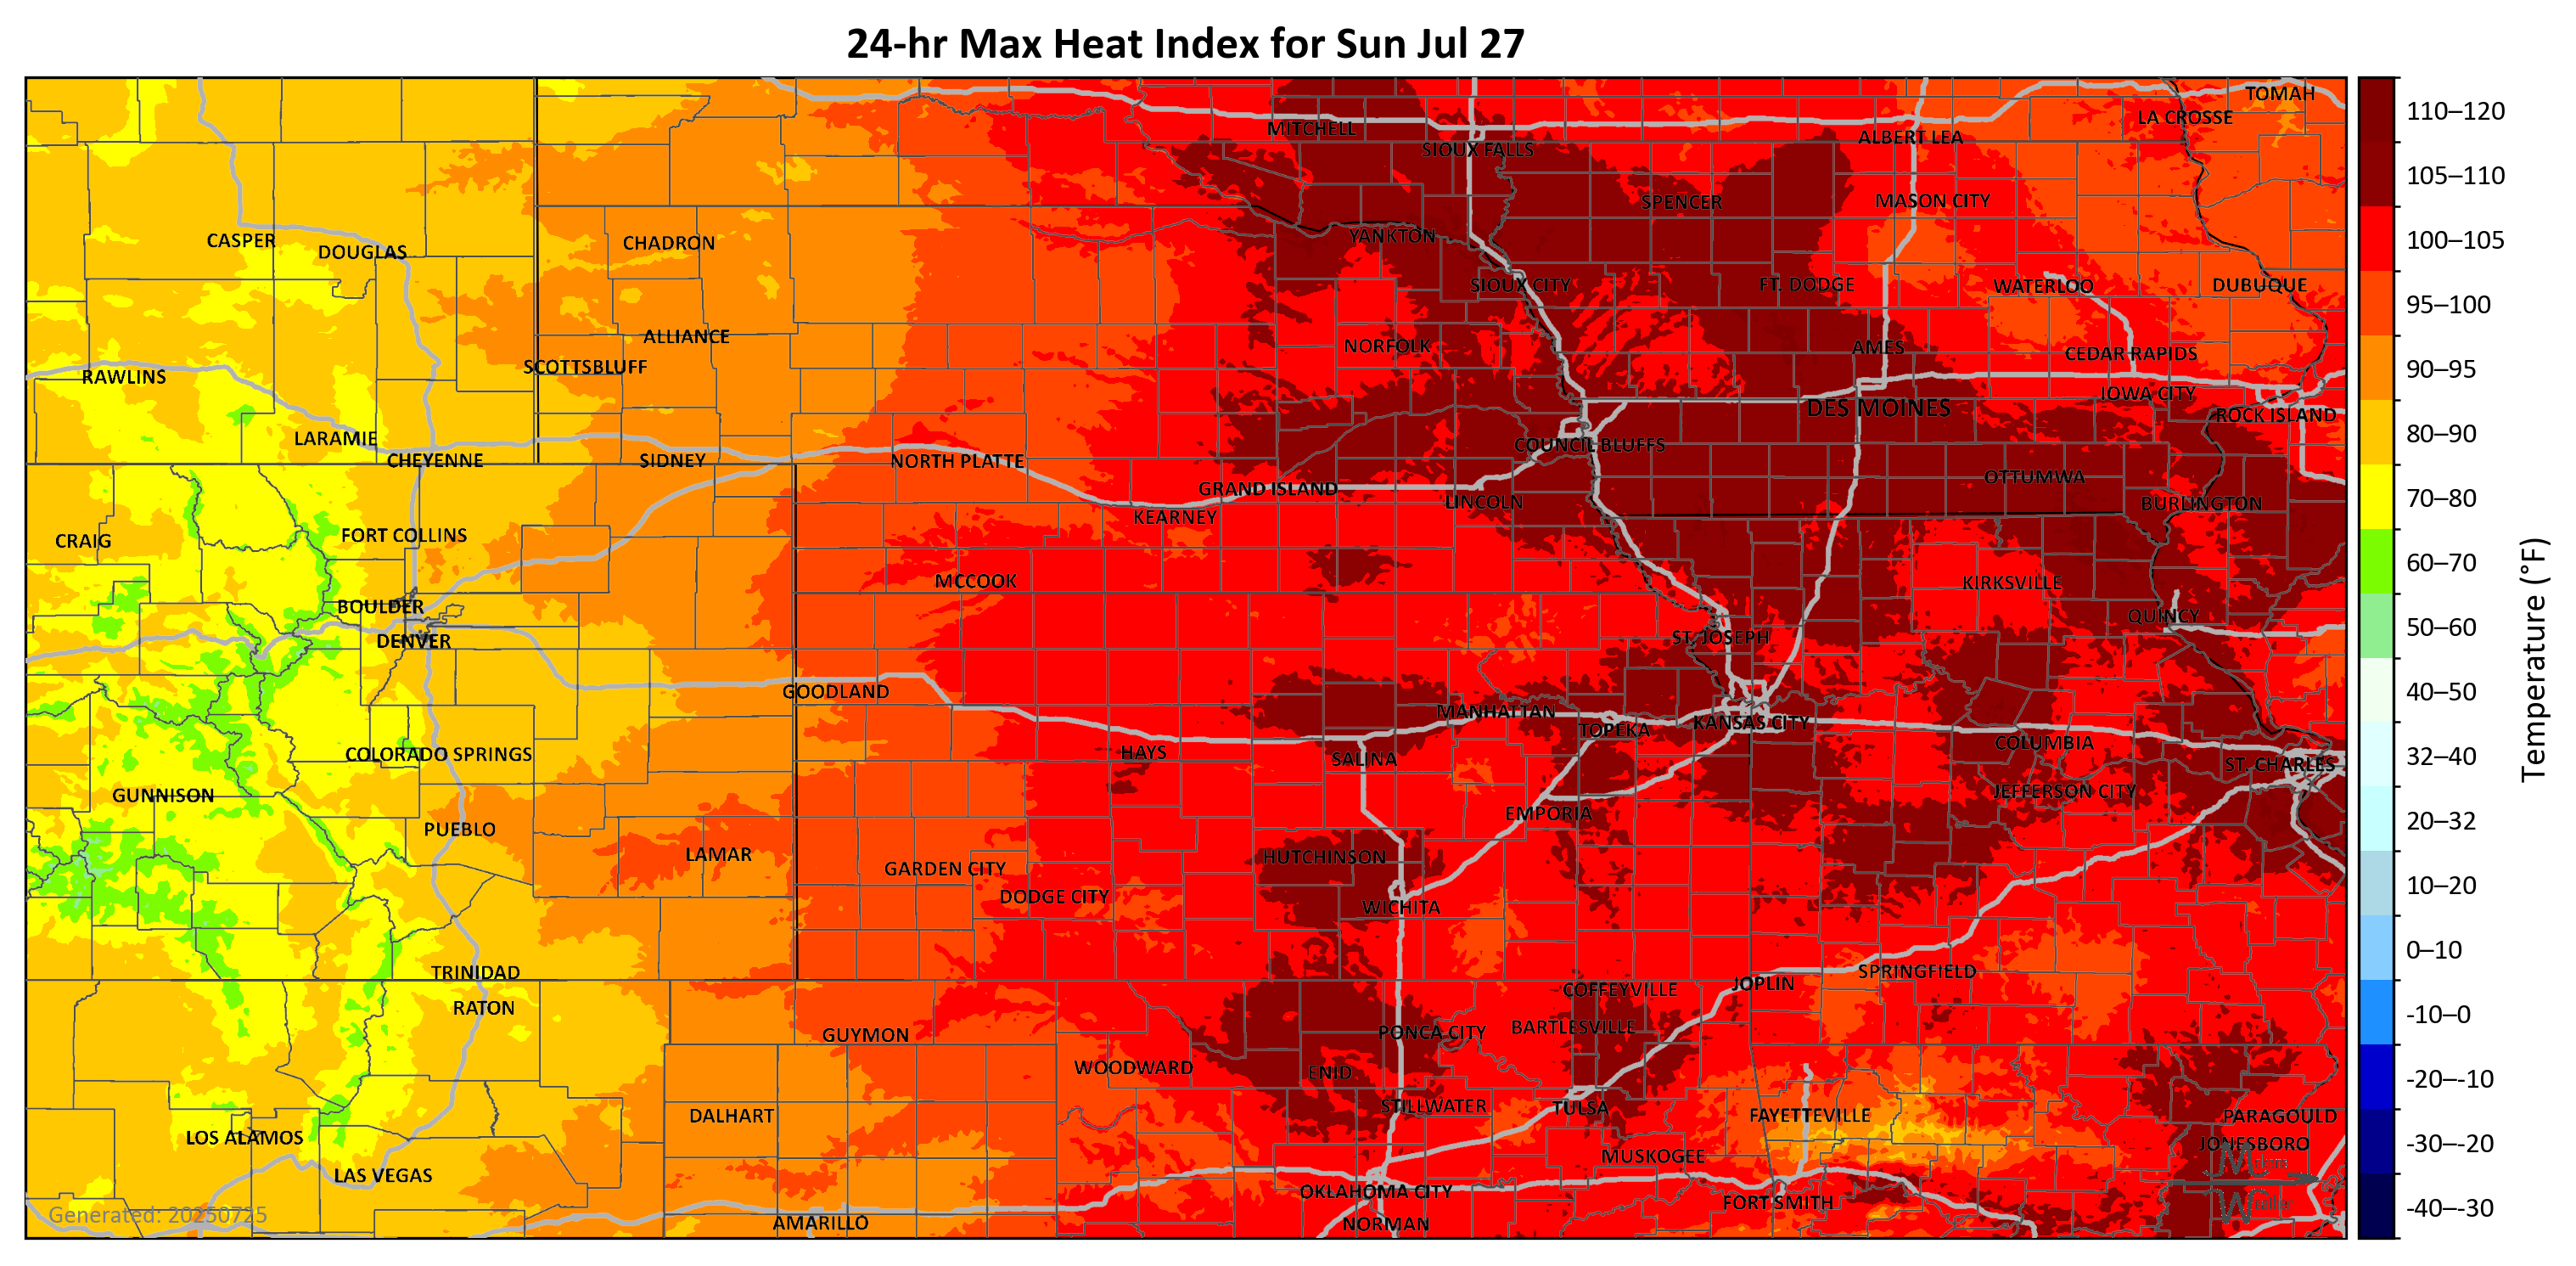 24-hr Max Heat Index for Sun Jul 27
TOMAH
LA CROSSE
MITCHELL
ALBERT LEA
SIOUX FALLS
SPENCER
MASON CITY
YANKTON
CASPER
CHADRON
DOUGLAS
SIOUX CITY
FT. DODGE
WATERLOO
DUBUQUE
ALLIANCE
NORFOLK
AMES
CEDAR RAPIDS
SCOTTSBLUFF
RAWLINS
IOWA CITY
DES MOINES
ROCK ISLAND
LARAMIE
COUNCIL BLUFFS
CHEYENNE
SIDNEY
NORTH PLATTE
OTTUMWA
GRAND ISLAND
LINCOLN
BURLINGTON
KEARNEY
FORT COLLINS
CRAIG
MCCOOK
KIRKSVILLE
BOULDER
QUINCY
DENVER
ST. JOSEPH
GOODLAND
MANHATTAN
KANSAS CITY
TOPEKA
COLUMBIA
COLORADO SPRINGS
HAYS
SALINA
ST. CHARLES
GUNNISON
JEFFERSON CITY
EMPORIA
PUEBLO
LAMAR
HUTCHINSON
GARDEN CITY
DODGE CITY
WICHITA
TRINIDAD
SPRINGFIELD
JOPLIN
COFFEYVILLE
RATON
BARTLESVILLE
PONCA CITY
GUYMON
WOODWARD
ENID
STILLWATER
TULSA
DALHART
FAYETTEVILLE
PARAGOULD
LOS ALAMOS
JONESBORO
MUSKOGEE
LAS VEGAS
OKLAHOMA CITY
FORT SMITH
AMARILLO
NORMAN
Generated: 20250725
110–120
105–110
100–105
95–100
90–95
80–90
70–80
60–70
50–60
40–50
32–40
20–32
10–20
0–10
-10–0
-20–-10
-30–-20
-40–-30
Temperature (°F)